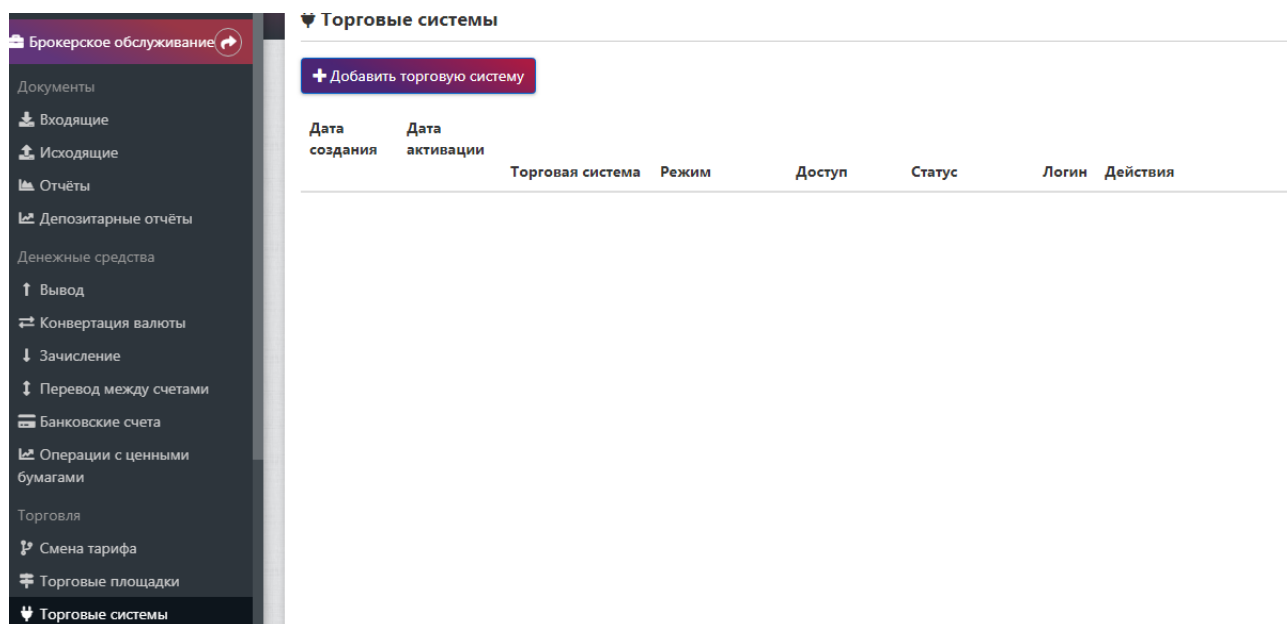 Брокерское обслуживание
Документы
Входящие
Исходящие
Отчёты
Депозитарные отчёты
Денежные средства
Вывод
Конвертация валюты
Зачисление
Перевод между счетами
Банковские счета
Операции с ценными
бумагами
Торговля
Смена тарифа
Торговые площадки
Торговые системы
Торговые системы
Добавить торговую систему
Дата
создания
Дата
активации
Торговая система
Режим
Доступ
Статус
Логин
Действия